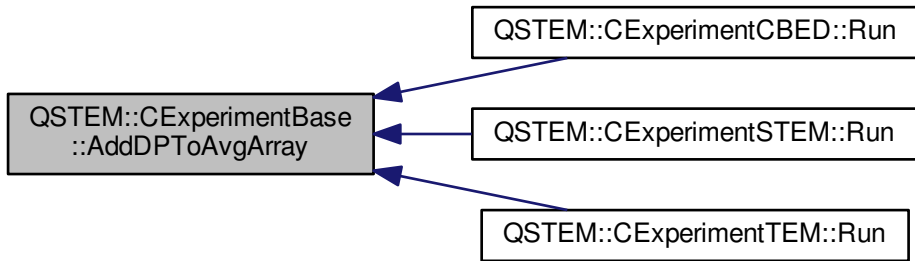 QSTEM::CExperimentBase
::AddDPToAvgArray
QSTEM::CExperimentCBED::Run
QSTEM::CExperimentSTEM::Run
QSTEM::CExperimentTEM::Run